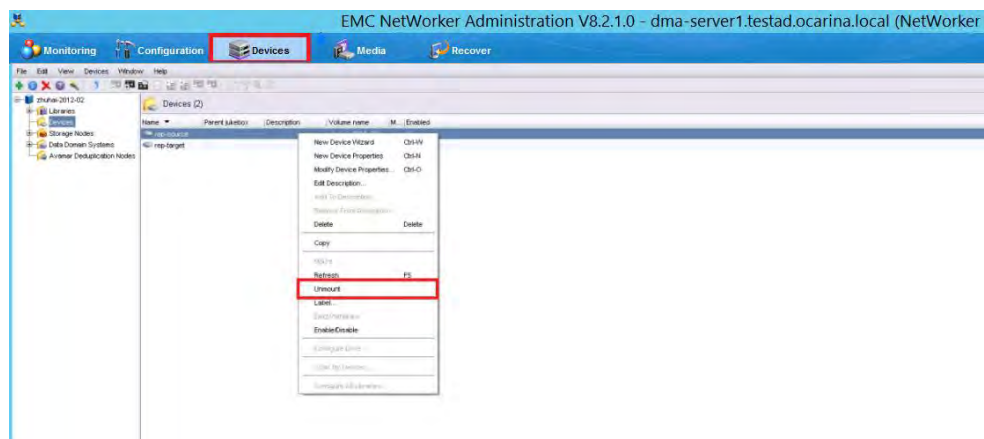 EMC NetWorker Administration V8.2.1.0 - dma-server1.testad.ocarina.local (NetWorker
Monitoring Configuration Devices Media Recover
File Edit View Devices Window Help
zhuhai-2012-02
Libraries
Devices
Storage Nodes
Data Domain Systems
Avamar Deduplication Nodes
Devices (2)
Name Parent jukebox Description Volume name M... Enabled
rep-source
rep-target
New Device Wizard Ctrl-W
New Device Properties Ctrl-N
Modify Device Properties... Ctrl-O
Edit Description...
Delete Delete
Copy
Mount
Refresh F5
Unmount
Label...
Enable/Disable
Configure Drive...